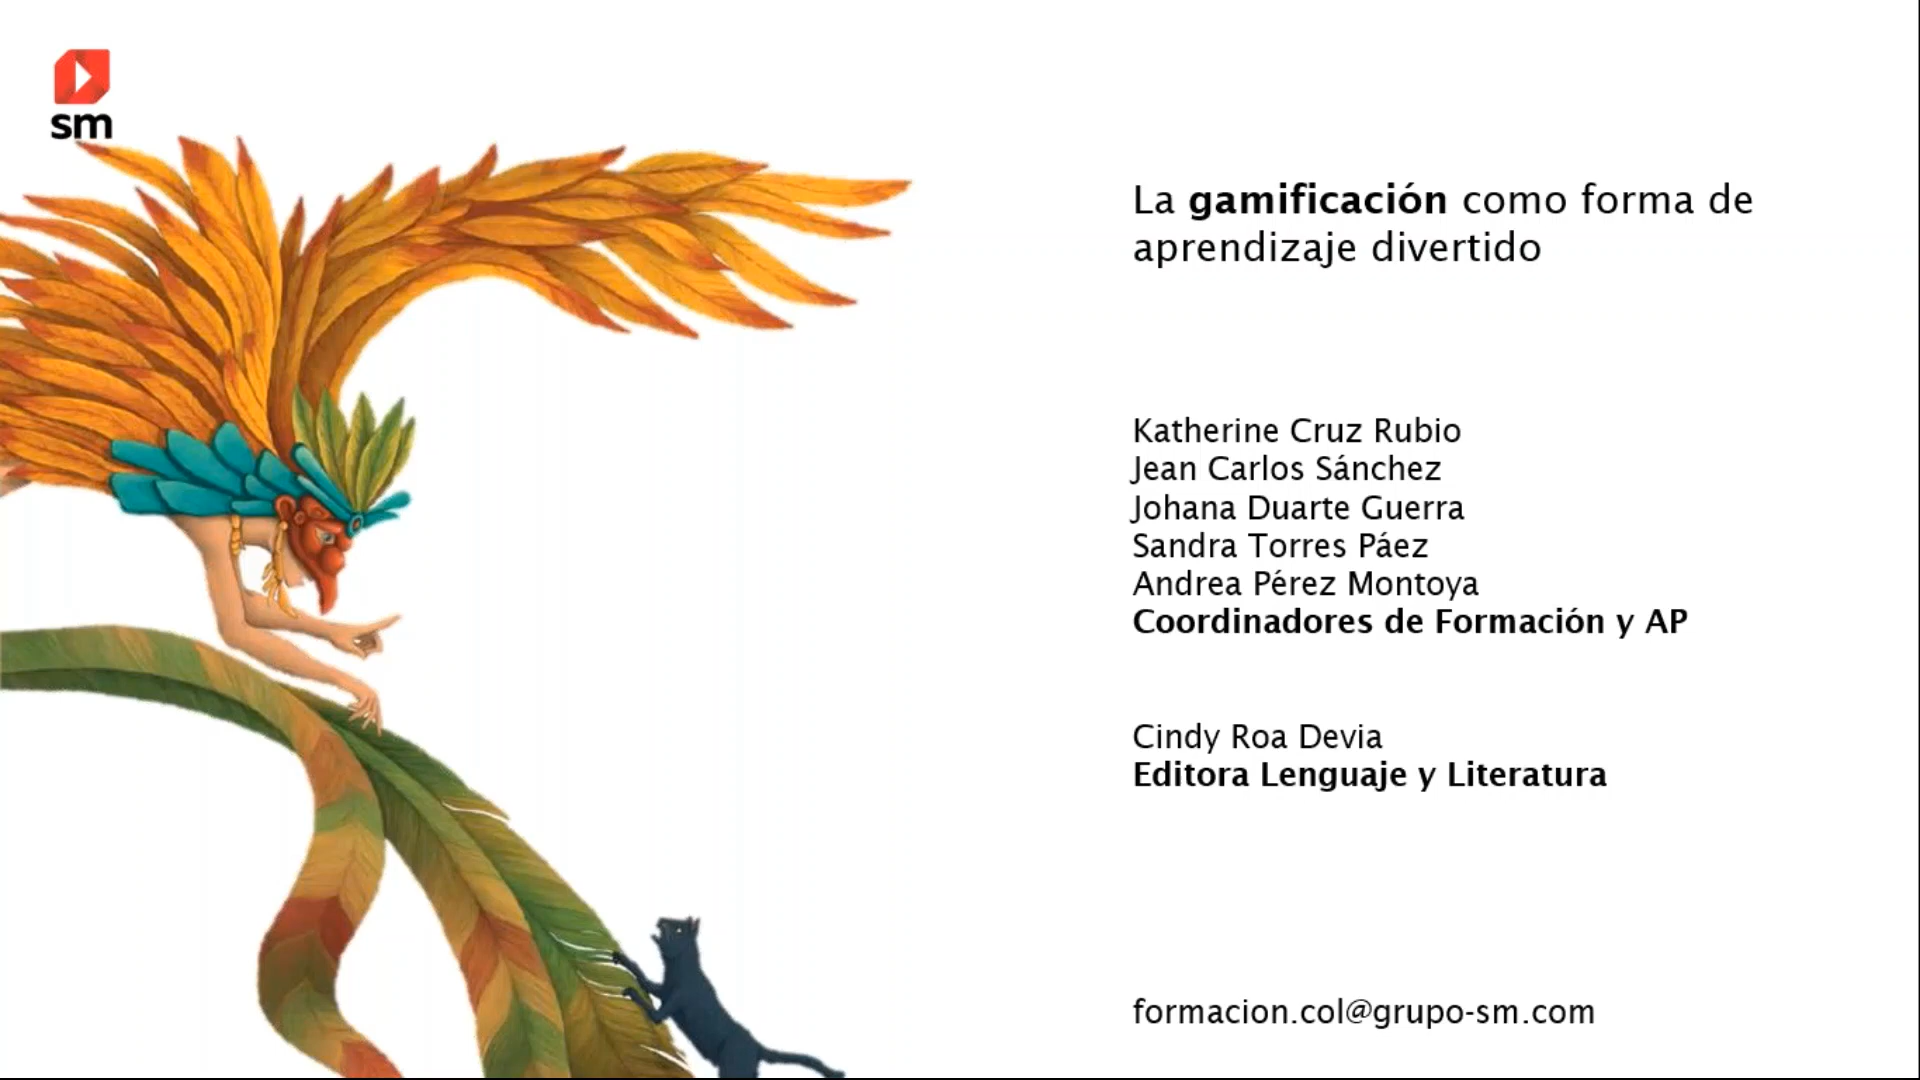 sm
La gamificación como forma de
aprendizaje divertido
Katherine Cruz Rubio
Jean Carlos Sánchez
Johana Duarte Guerra
Sandra Torres Páez
Andrea Pérez Montoya
Coordinadores de Formación y AP
Cindy Roa Devia
Editora Lenguaje y Literatura
formacion.col@grupo-sm.com